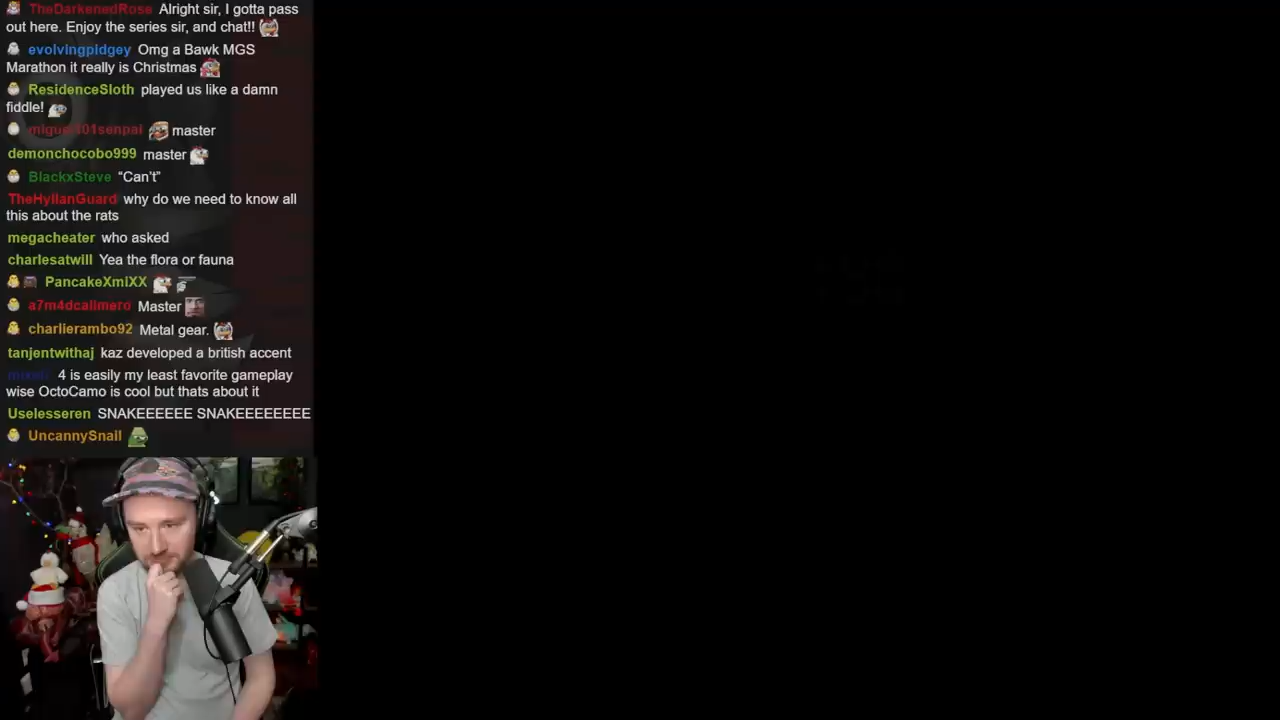 TheDarkenedRose Alright sir, I gotta pass
out here. Enjoy the series sir, and chat!!
evolvingpidgey Omg a Bawk MGS
Marathon it really is Christmas
ResidenceSloth played us like a damn
fiddle!
miguel101senpai master
demonchocobo999 master
BlackxSteve “Can’t”
TheHylianGuard why do we need to know all
this about the rats
megacheater who asked
charlesatwill Yea the flora or fauna
PancakeXmiXX
a7m4dcalimero Master
charlierambo92 Metal gear.
tanjentwithaj kaz developed a british accent
4 is easily my least favorite gameplay
wise OctoCamo is cool but thats about it
Uselesseren SNAKEEEEEE SNAKEEEEEEEE
UncannySnail